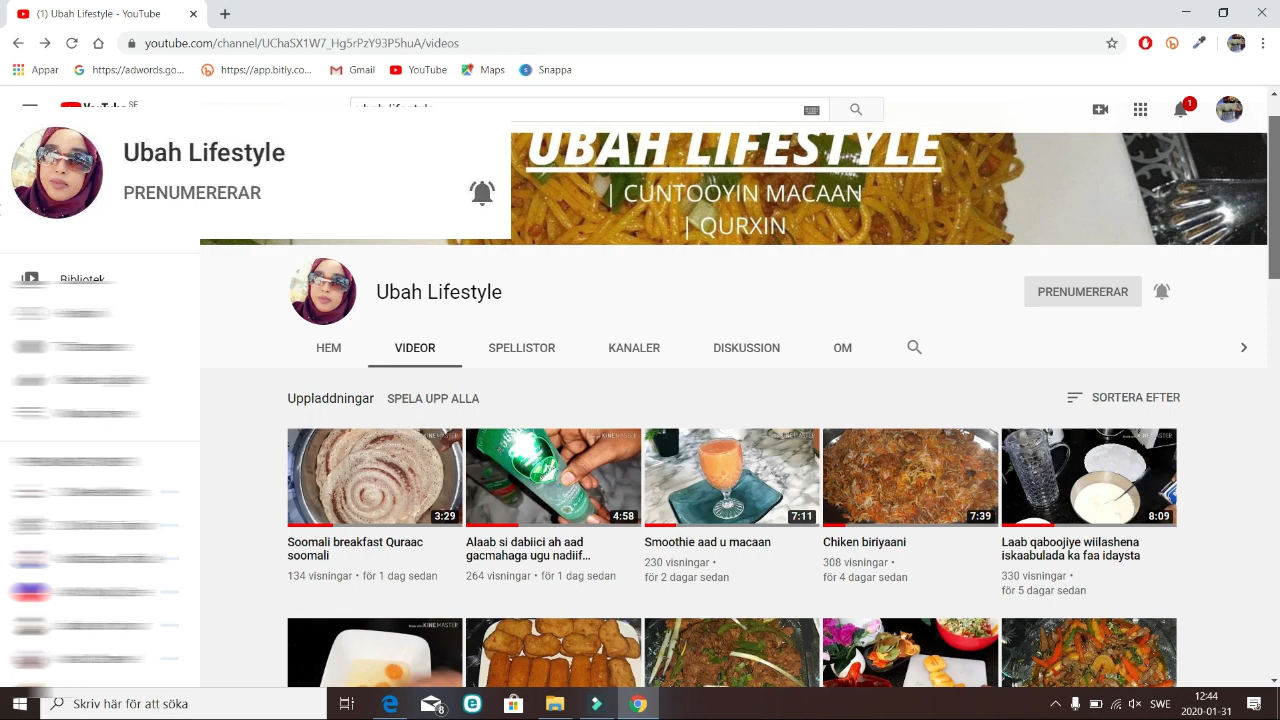 (1) Ubah Lifestyle - YouTube
youtube.com/channel/UChaSX1W7_Hg5rPzY93P5huA/videos
Appar
https://adwords.go...
https://app.bitly.co...
Gmail
YouTube
Maps
Snappa
SE
1
Ubah Lifestyle
PRENUMERERAR
UBAH LIFESTYLE
| CUNTOOYIN MACAAN
| QURXIN
Bibliotek
Ubah Lifestyle
PRENUMERERAR
HEM
VIDEOR
SPELLISTOR
KANALER
DISKUSSION
OM
Uppladdningar
SPELA UPP ALLA
SORTERA EFTER
3:29
4:58
7:11
7:39
8:09
Soomali breakfast Quraac
soomali
134 visningar • för 1 dag sedan
Alaab si dabiici ah aad
gacmahaga ugu nadiif...
264 visningar • för 1 dag sedan
Smoothie aad u macaan
230 visningar •
för 2 dagar sedan
Chiken biriyaani
308 visningar •
för 4 dagar sedan
Laab qaboojiye wiilashena
iskaabulada ka faa idaysta
330 visningar •
för 5 dagar sedan
KINEMASTER
Skriv här för att söka
8
SWE
12:44
2020-01-31